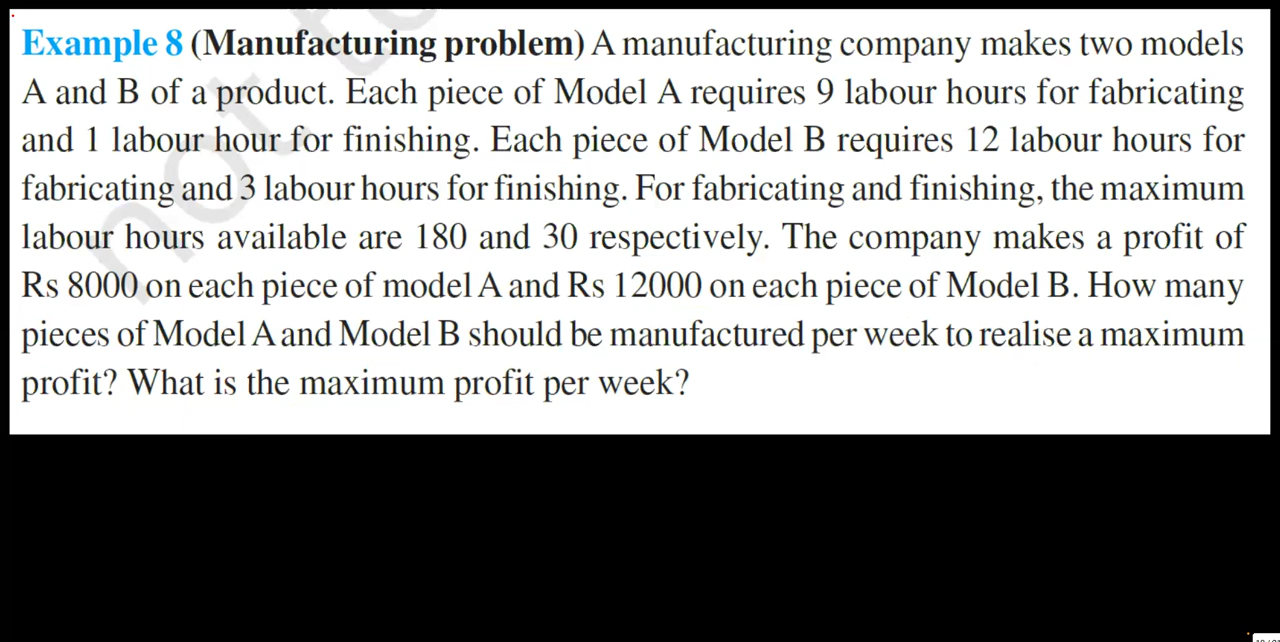 Example 8 (Manufacturing problem) A manufacturing company makes two models
A and B of a product. Each piece of Model A requires 9 labour hours for fabricating
and 1 labour hour for finishing. Each piece of Model B requires 12 labour hours for
fabricating and 3 labour hours for finishing. For fabricating and finishing, the maximum
labour hours available are 180 and 30 respectively. The company makes a profit of
Rs 8000 on each piece of model A and Rs 12000 on each piece of Model B. How many
pieces of Model A and Model B should be manufactured per week to realise a maximum
profit? What is the maximum profit per week?
not